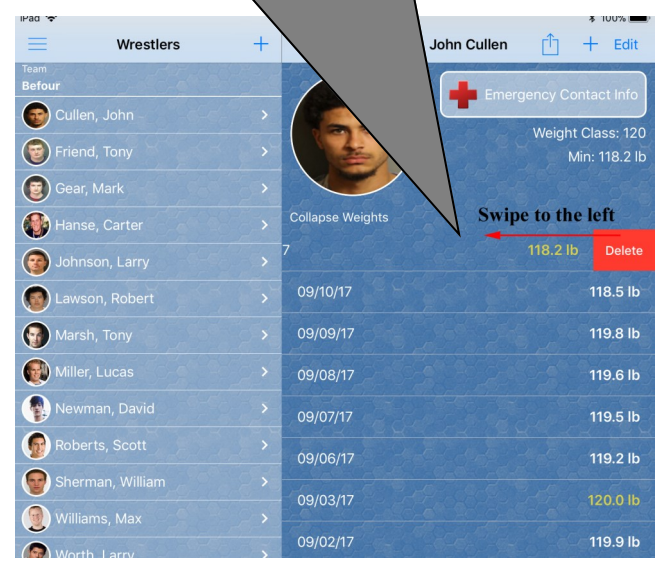 iPad 100%
Wrestlers + John Cullen + Edit
Team
Befour
Cullen, John
Friend, Tony
Gear, Mark
Hanse, Carter
Johnson, Larry
Lawson, Robert
Marsh, Tony
Miller, Lucas
Newman, David
Roberts, Scott
Sherman, William
Williams, Max
Worth, Larry
Emergency Contact Info
Weight Class: 120
Min: 118.2 lb
Collapse Weights
Swipe to the left
7 118.2 lb Delete
09/10/17 118.5 lb
09/09/17 119.8 lb
09/08/17 119.6 lb
09/07/17 119.5 lb
09/06/17 119.2 lb
09/03/17 120.0 lb
09/02/17 119.9 lb